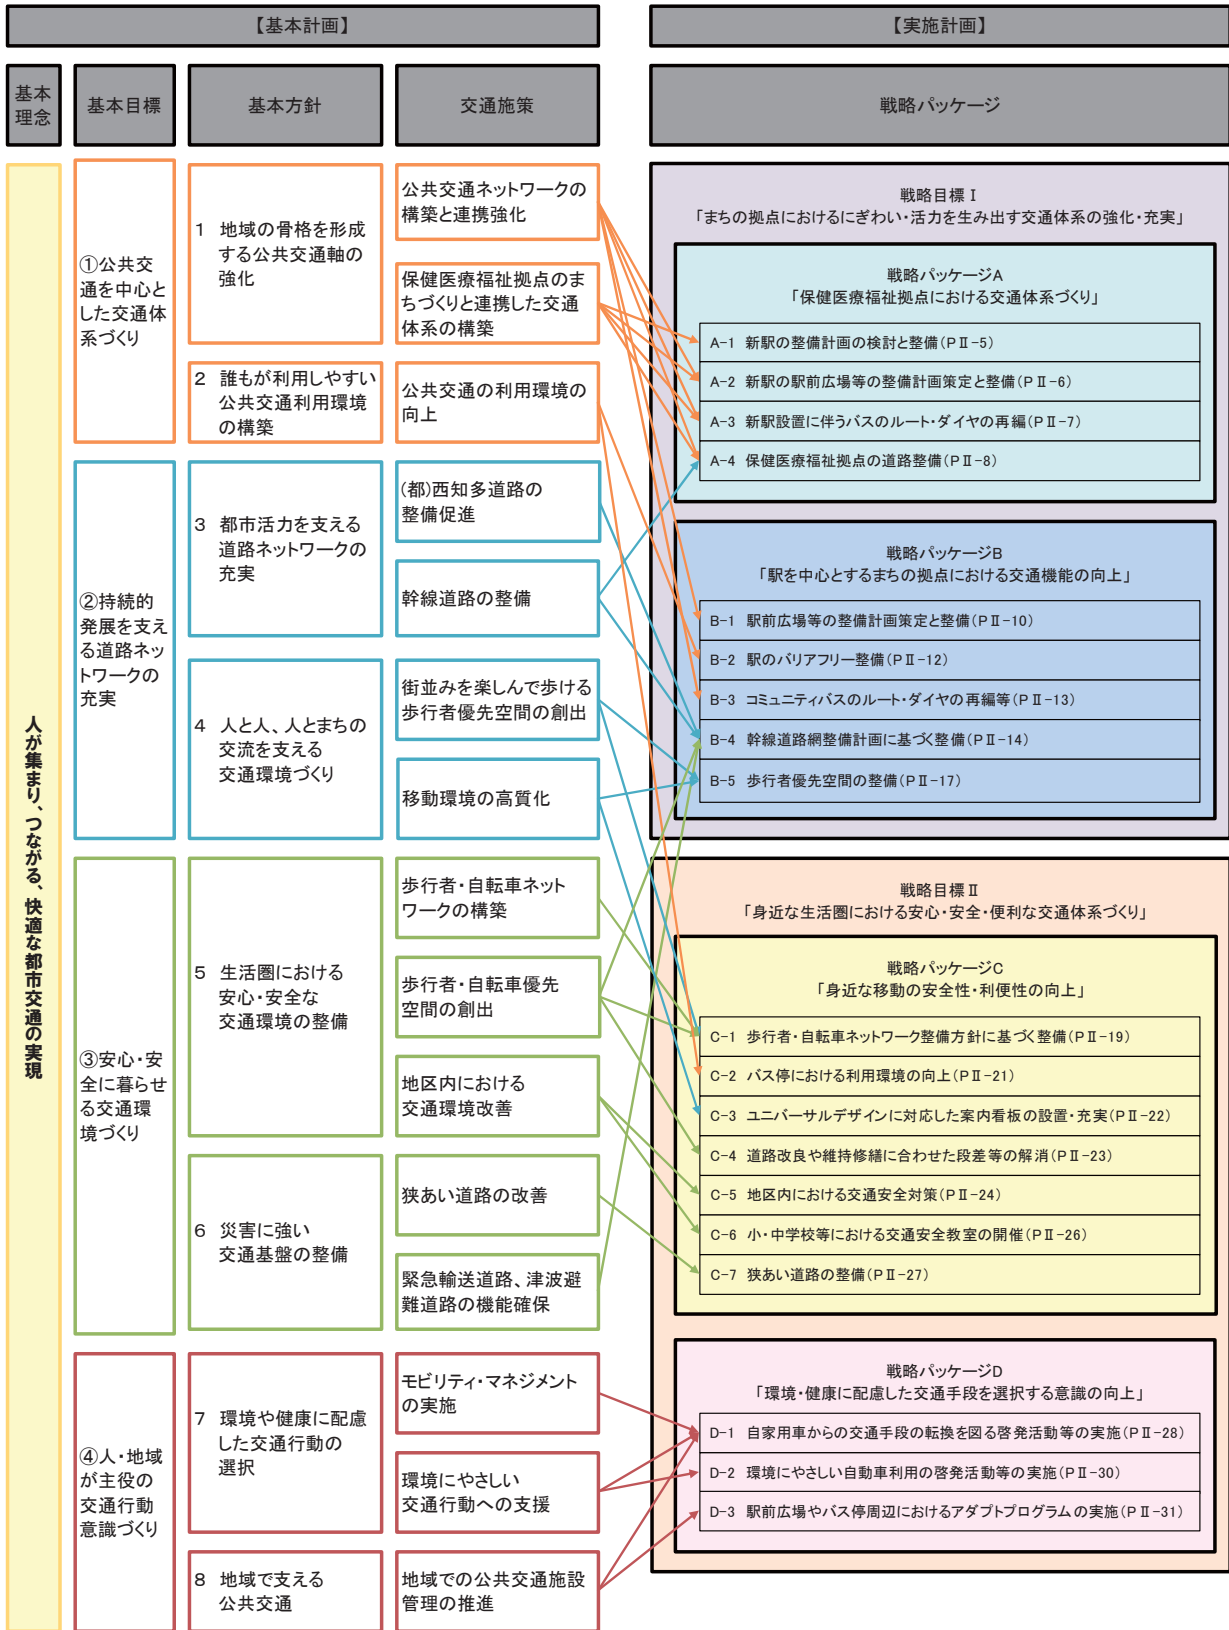 【基本計画】
【実施計画】
基本
理念
基本目標
基本方針
交通施策
戦略パッケージ
人が集まり、つながる、快適な都市交通の実現
①公共交
通を中心と
した交通体
系づくり
1 地域の骨格を形成
する公共交通軸の
強化
公共交通ネットワークの
構築と連携強化
保健医療福祉拠点のま
ちづくりと連携した交通
体系の構築
2 誰もが利用しやすい
公共交通利用環境
の構築
公共交通の利用環境の
向上
②持続的
発展を支え
る道路ネッ
トワークの
充実
3 都市活力を支える
道路ネットワークの
充実
(都)西知多道路の
整備促進
幹線道路の整備
4 人と人、人とまちの
交流を支える
交通環境づくり
街並みを楽しんで歩ける
歩行者優先空間の創出
移動環境の高質化
③安心・安
全に暮らせ
る交通環
境づくり
5 生活圏における
安心・安全な
交通環境の整備
歩行者・自転車ネット
ワークの構築
歩行者・自転車優先
空間の創出
地区内における
交通環境改善
6 災害に強い
交通基盤の整備
狭あい道路の改善
緊急輸送道路、津波避
難道路の機能確保
④人・地域
が主役の
交通行動
意識づくり
7 環境や健康に配慮
した交通行動の
選択
モビリティ・マネジメント
の実施
環境にやさしい
交通行動への支援
8 地域で支える
公共交通
地域での公共交通施設
管理の推進
戦略目標Ⅰ
「まちの拠点におけるにぎわい・活力を生み出す交通体系の強化・充実」
戦略パッケージA
「保健医療福祉拠点における交通体系づくり」
A-1 新駅の整備計画の検討と整備(PⅡ-5)
A-2 新駅の駅前広場等の整備計画策定と整備(PⅡ-6)
A-3 新駅設置に伴うバスのルート・ダイヤの再編(PⅡ-7)
A-4 保健医療福祉拠点の道路整備(PⅡ-8)
戦略パッケージB
「駅を中心とするまちの拠点における交通機能の向上」
B-1 駅前広場等の整備計画策定と整備(PⅡ-10)
B-2 駅のバリアフリー整備(PⅡ-12)
B-3 コミュニティバスのルート・ダイヤの再編等(PⅡ-13)
B-4 幹線道路網整備計画に基づく整備(PⅡ-14)
B-5 歩行者優先空間の整備(PⅡ-17)
戦略目標Ⅱ
「身近な生活圏における安心・安全・便利な交通体系づくり」
戦略パッケージC
「身近な移動の安全性・利便性の向上」
C-1 歩行者・自転車ネットワーク整備方針に基づく整備(PⅡ-19)
C-2 バス停における利用環境の向上(PⅡ-21)
C-3 ユニバーサルデザインに対応した案内看板の設置・充実(PⅡ-22)
C-4 道路改良や維持修繕に合わせた段差等の解消(PⅡ-23)
C-5 地区内における交通安全対策(PⅡ-24)
C-6 小・中学校等における交通安全教室の開催(PⅡ-26)
C-7 狭あい道路の整備(PⅡ-27)
戦略パッケージD
「環境・健康に配慮した交通手段を選択する意識の向上」
D-1 自家用車からの交通手段の転換を図る啓発活動等の実施(PⅡ-28)
D-2 環境にやさしい自動車利用の啓発活動等の実施(PⅡ-30)
D-3 駅前広場やバス停周辺におけるアダプトプログラムの実施(PⅡ-31)